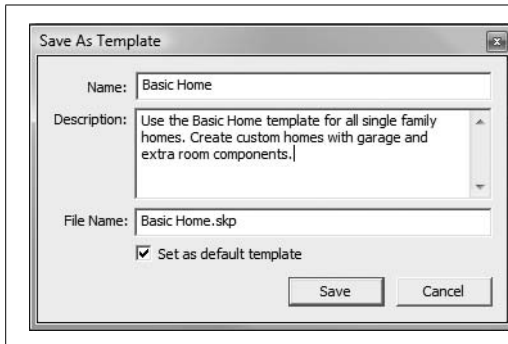 Save As Template
Name: Basic Home
Description: Use the Basic Home template for all single family
homes. Create custom homes with garage and
extra room components.
File Name: Basic Home.skp
Set as default template
Save Cancel